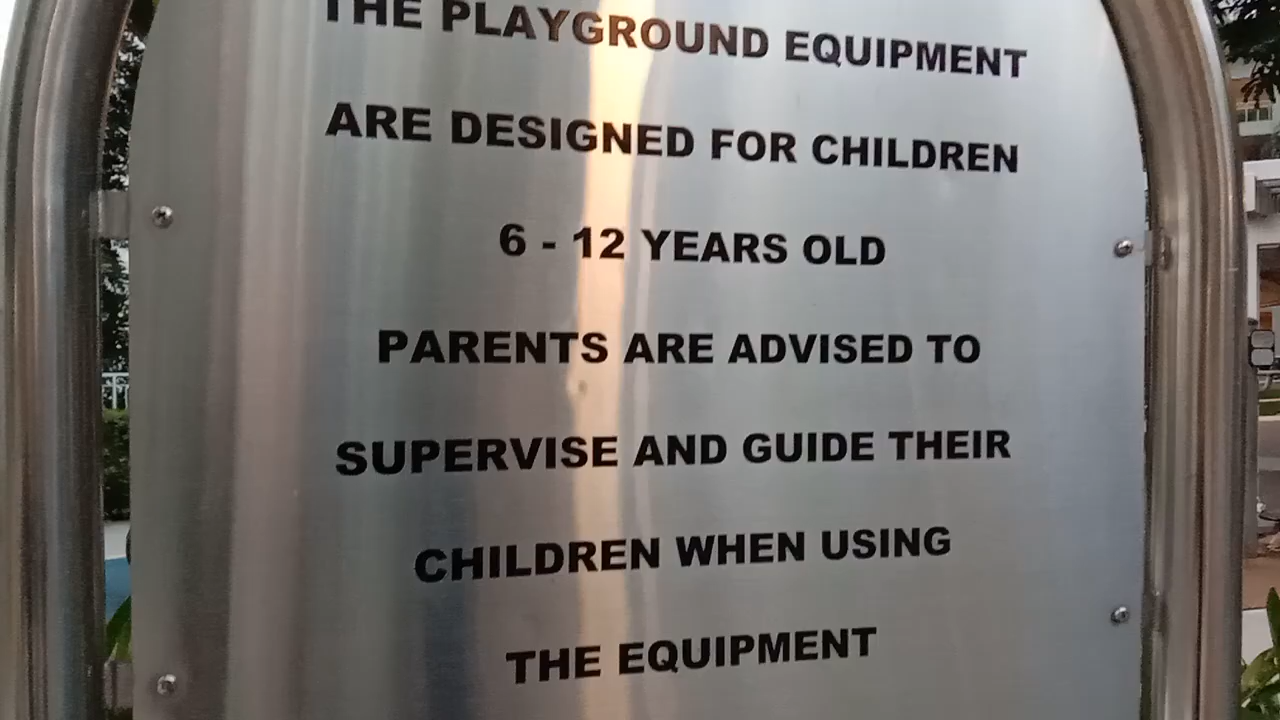 THE PLAYGROUND EQUIPMENT
ARE DESIGNED FOR CHILDREN
6 - 12 YEARS OLD
PARENTS ARE ADVISED TO
SUPERVISE AND GUIDE THEIR
CHILDREN WHEN USING
THE EQUIPMENT